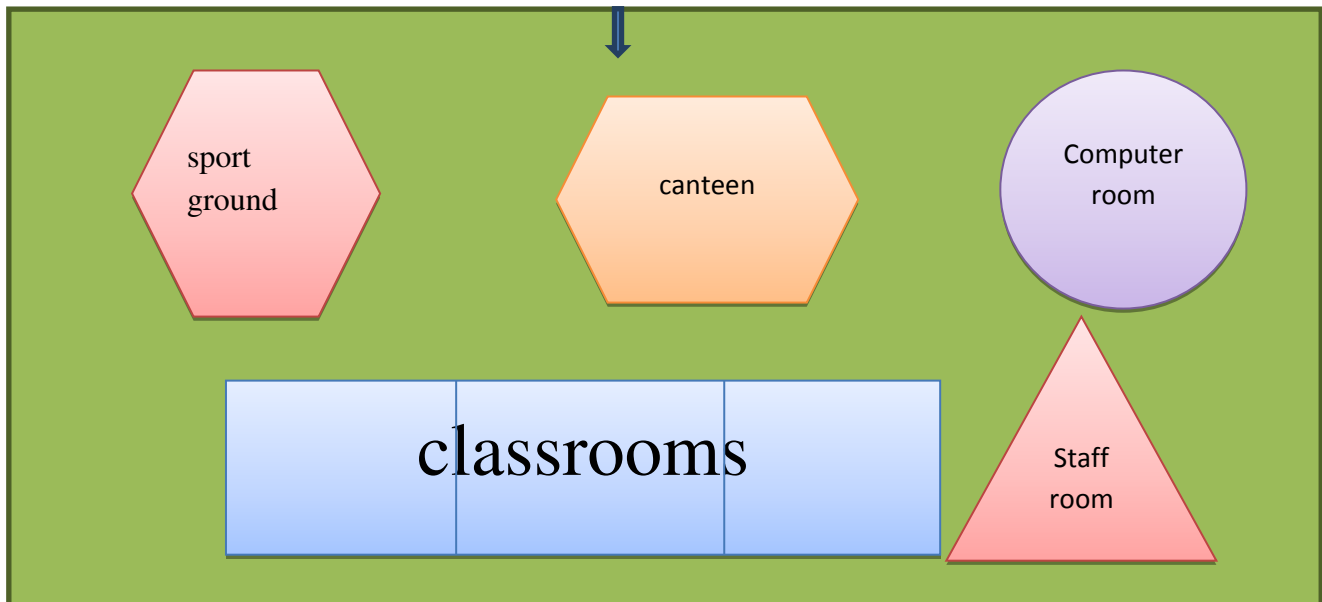 sport
ground
canteen
Computer
room
classrooms
Staff
room